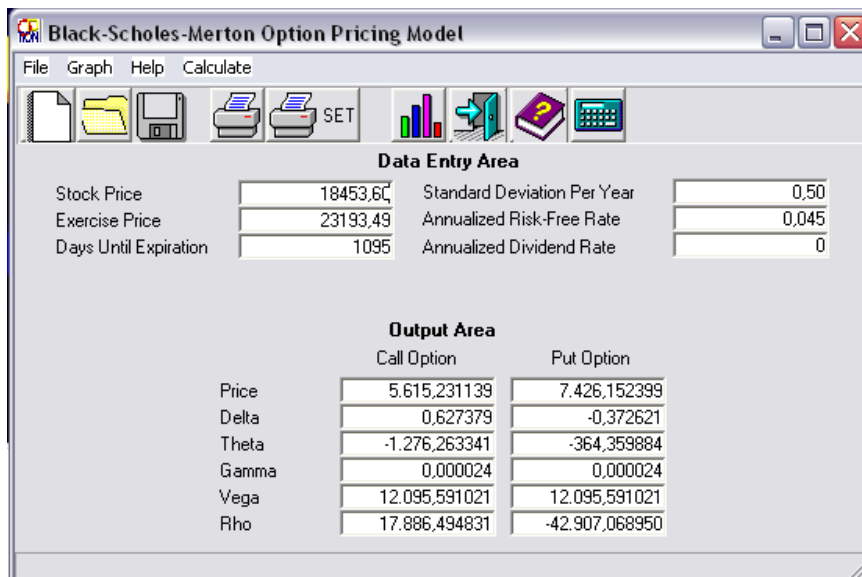 Black-Scholes-Merton Option Pricing Model
File Graph Help Calculate
SET
Data Entry Area
Stock Price 18453,60 Standard Deviation Per Year 0,50
Exercise Price 23193,49 Annualized Risk-Free Rate 0,045
Days Until Expiration 1095 Annualized Dividend Rate 0
Output Area
Call Option Put Option
Price 5.615,231139 7.426,152399
Delta 0,627379 -0,372621
Theta -1.276,263341 -364,359884
Gamma 0,000024 0,000024
Vega 12.095,591021 12.095,591021
Rho 17.886,494831 -42.907,068950